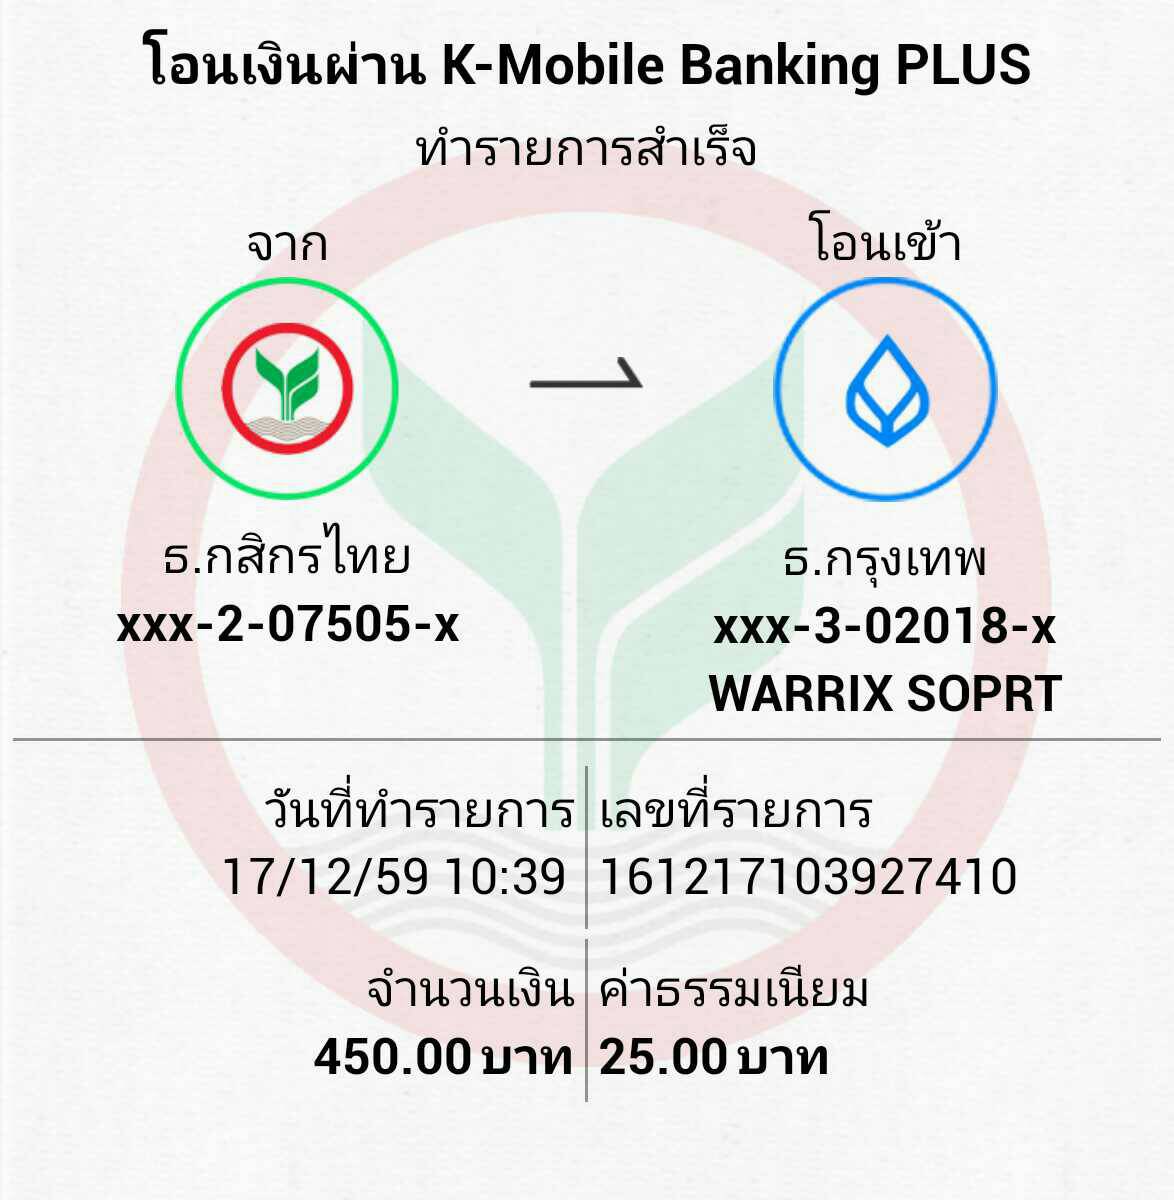 โอนเงินผ่าน K-Mobile Banking PLUS
ทำรายการสำเร็จ
จาก
โอนเข้า
ธ.กสิกรไทย
xxx-2-07505-x
ธ.กรุงเทพ
xxx-3-02018-x
WARRIX SOPRT
วันที่ทำรายการ
17/12/59 10:39
เลขที่รายการ
161217103927410
จำนวนเงิน
450.00 บาท
ค่าธรรมเนียม
25.00 บาท